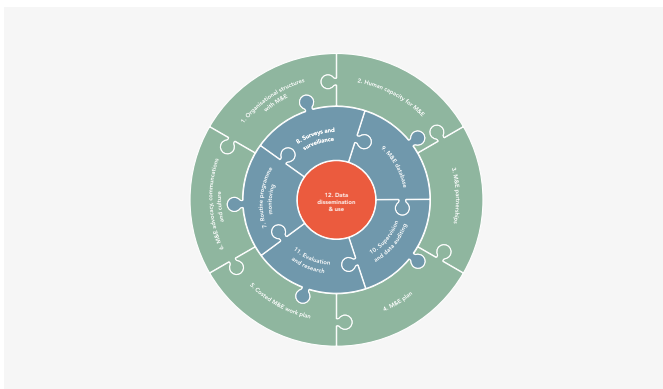 1. Organisational structures
with M&E
2. Human capacity for M&E
3. M&E partnerships
4. M&E plan
5. Costed M&E work plan
6. M&E advocacy, communications
and culture
7. Routine programme
monitoring
8. Surveys and
surveillance
9. M&E database
10. Supervision
and data auditing
11. Evaluation
and research
12. Data
dissemination
& use